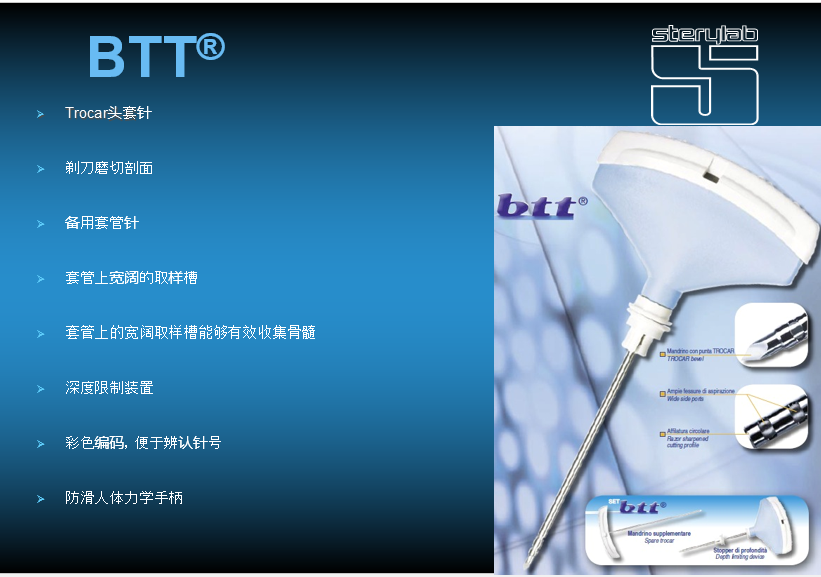 BTT®
sterylab
Trocar头套针
剃刀磨切剖面
备用套管针
套管上宽阔的取样槽
套管上的宽阔取样槽能够有效收集骨髓
深度限制装置
彩色编码, 便于辨认针号
防滑人体力学手柄
btt®
Mandrino con punta TROCAR
TROCAR bevel
Ampie fessure di aspirazione
Wide side ports
Affilatura circolare
Razor sharpened
cutting profile
SET btt®
Mandrino supplementare
Spare trocar
Stopper di profondità
Depth limiting device